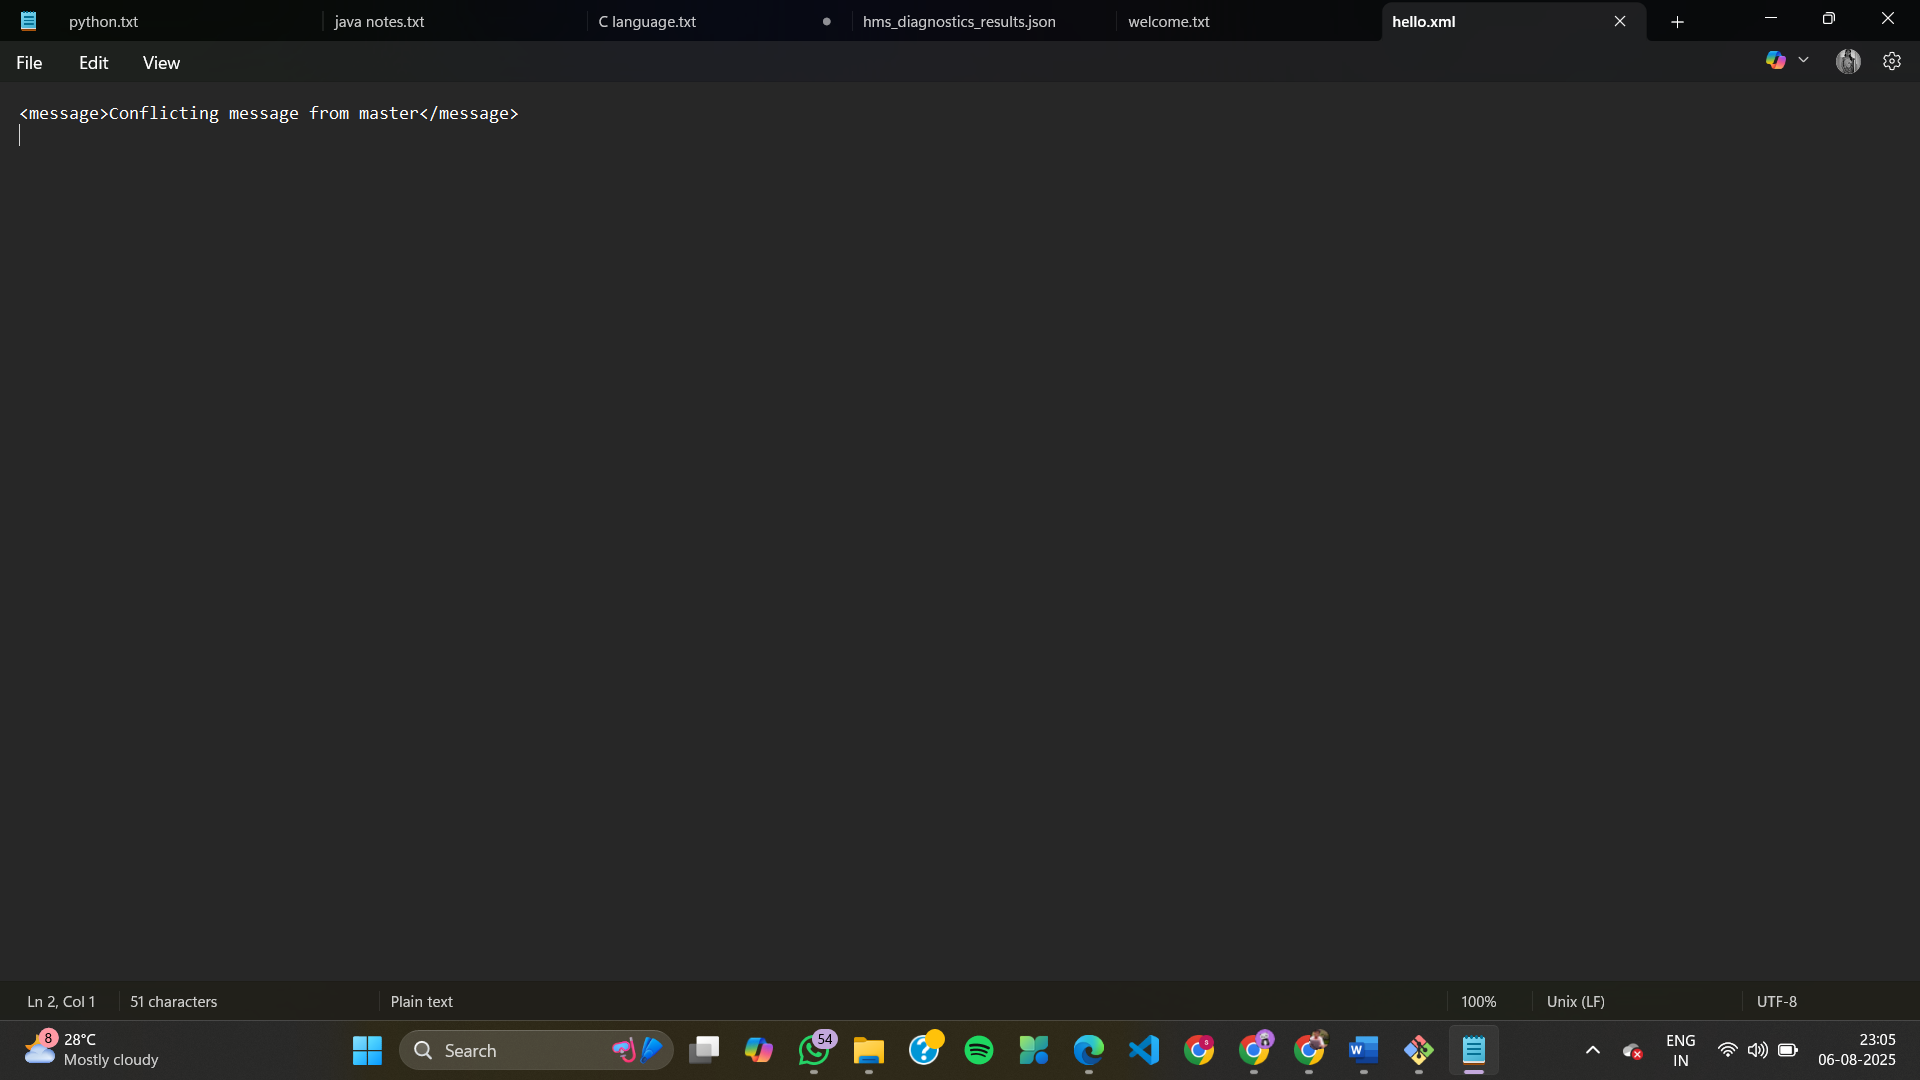 python.txt
java notes.txt
C language.txt
hms_diagnostics_results.json
welcome.txt
hello.xml
File
Edit
View
<message>Conflicting message from master</message>
Ln 2, Col 1
51 characters
Plain text
100%
Unix (LF)
UTF-8
8
28°C
Mostly cloudy
Search
54
8
ENG
IN
23:05
06-08-2025